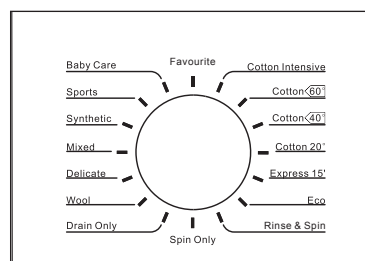 Favourite
Baby Care
Cotton Intensive
Sports
Cotton 60°
Synthetic
Cotton 40°
Mixed
Cotton 20°
Delicate
Express 15'
Wool
Eco
Drain Only
Rinse & Spin
Spin Only